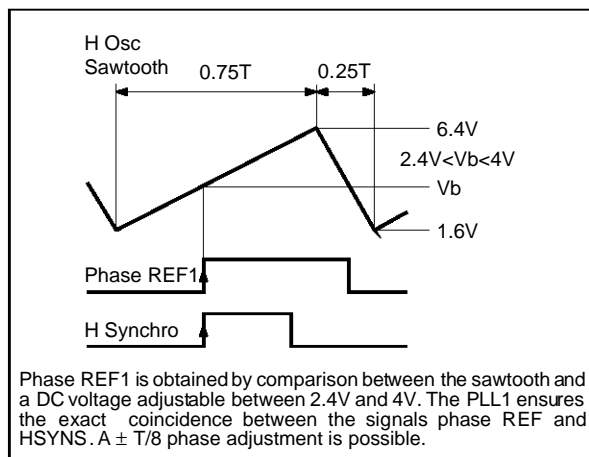 H Osc
Sawtooth
0.75T
0.25T
6.4V
2.4V<Vb<4V
Vb
1.6V
Phase REF1
H Synchro
Phase REF1 is obtained by comparison between the sawtooth and
a DC voltage adjustable between 2.4V and 4V. The PLL1 ensures
the exact coincidence between the signals phase REF and
HSYNS. A ± T/8 phase adjustment is possible.